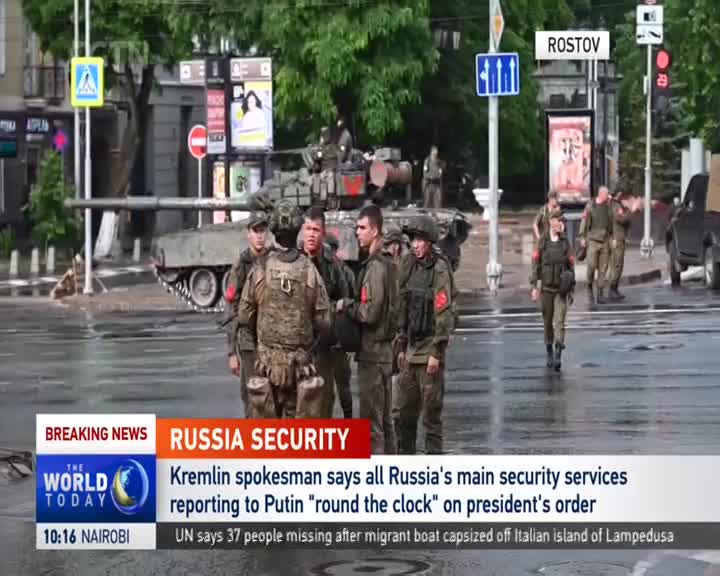 CGTN
ROSTOV
АПРЕЛЬ
BREAKING NEWS
RUSSIA SECURITY
THE WORLD TODAY
Kremlin spokesman says all Russia's main security services
reporting to Putin "round the clock" on president's order
10:16 NAIROBI
UN says 37 people missing after migrant boat capsized off Italian island of Lampedusa